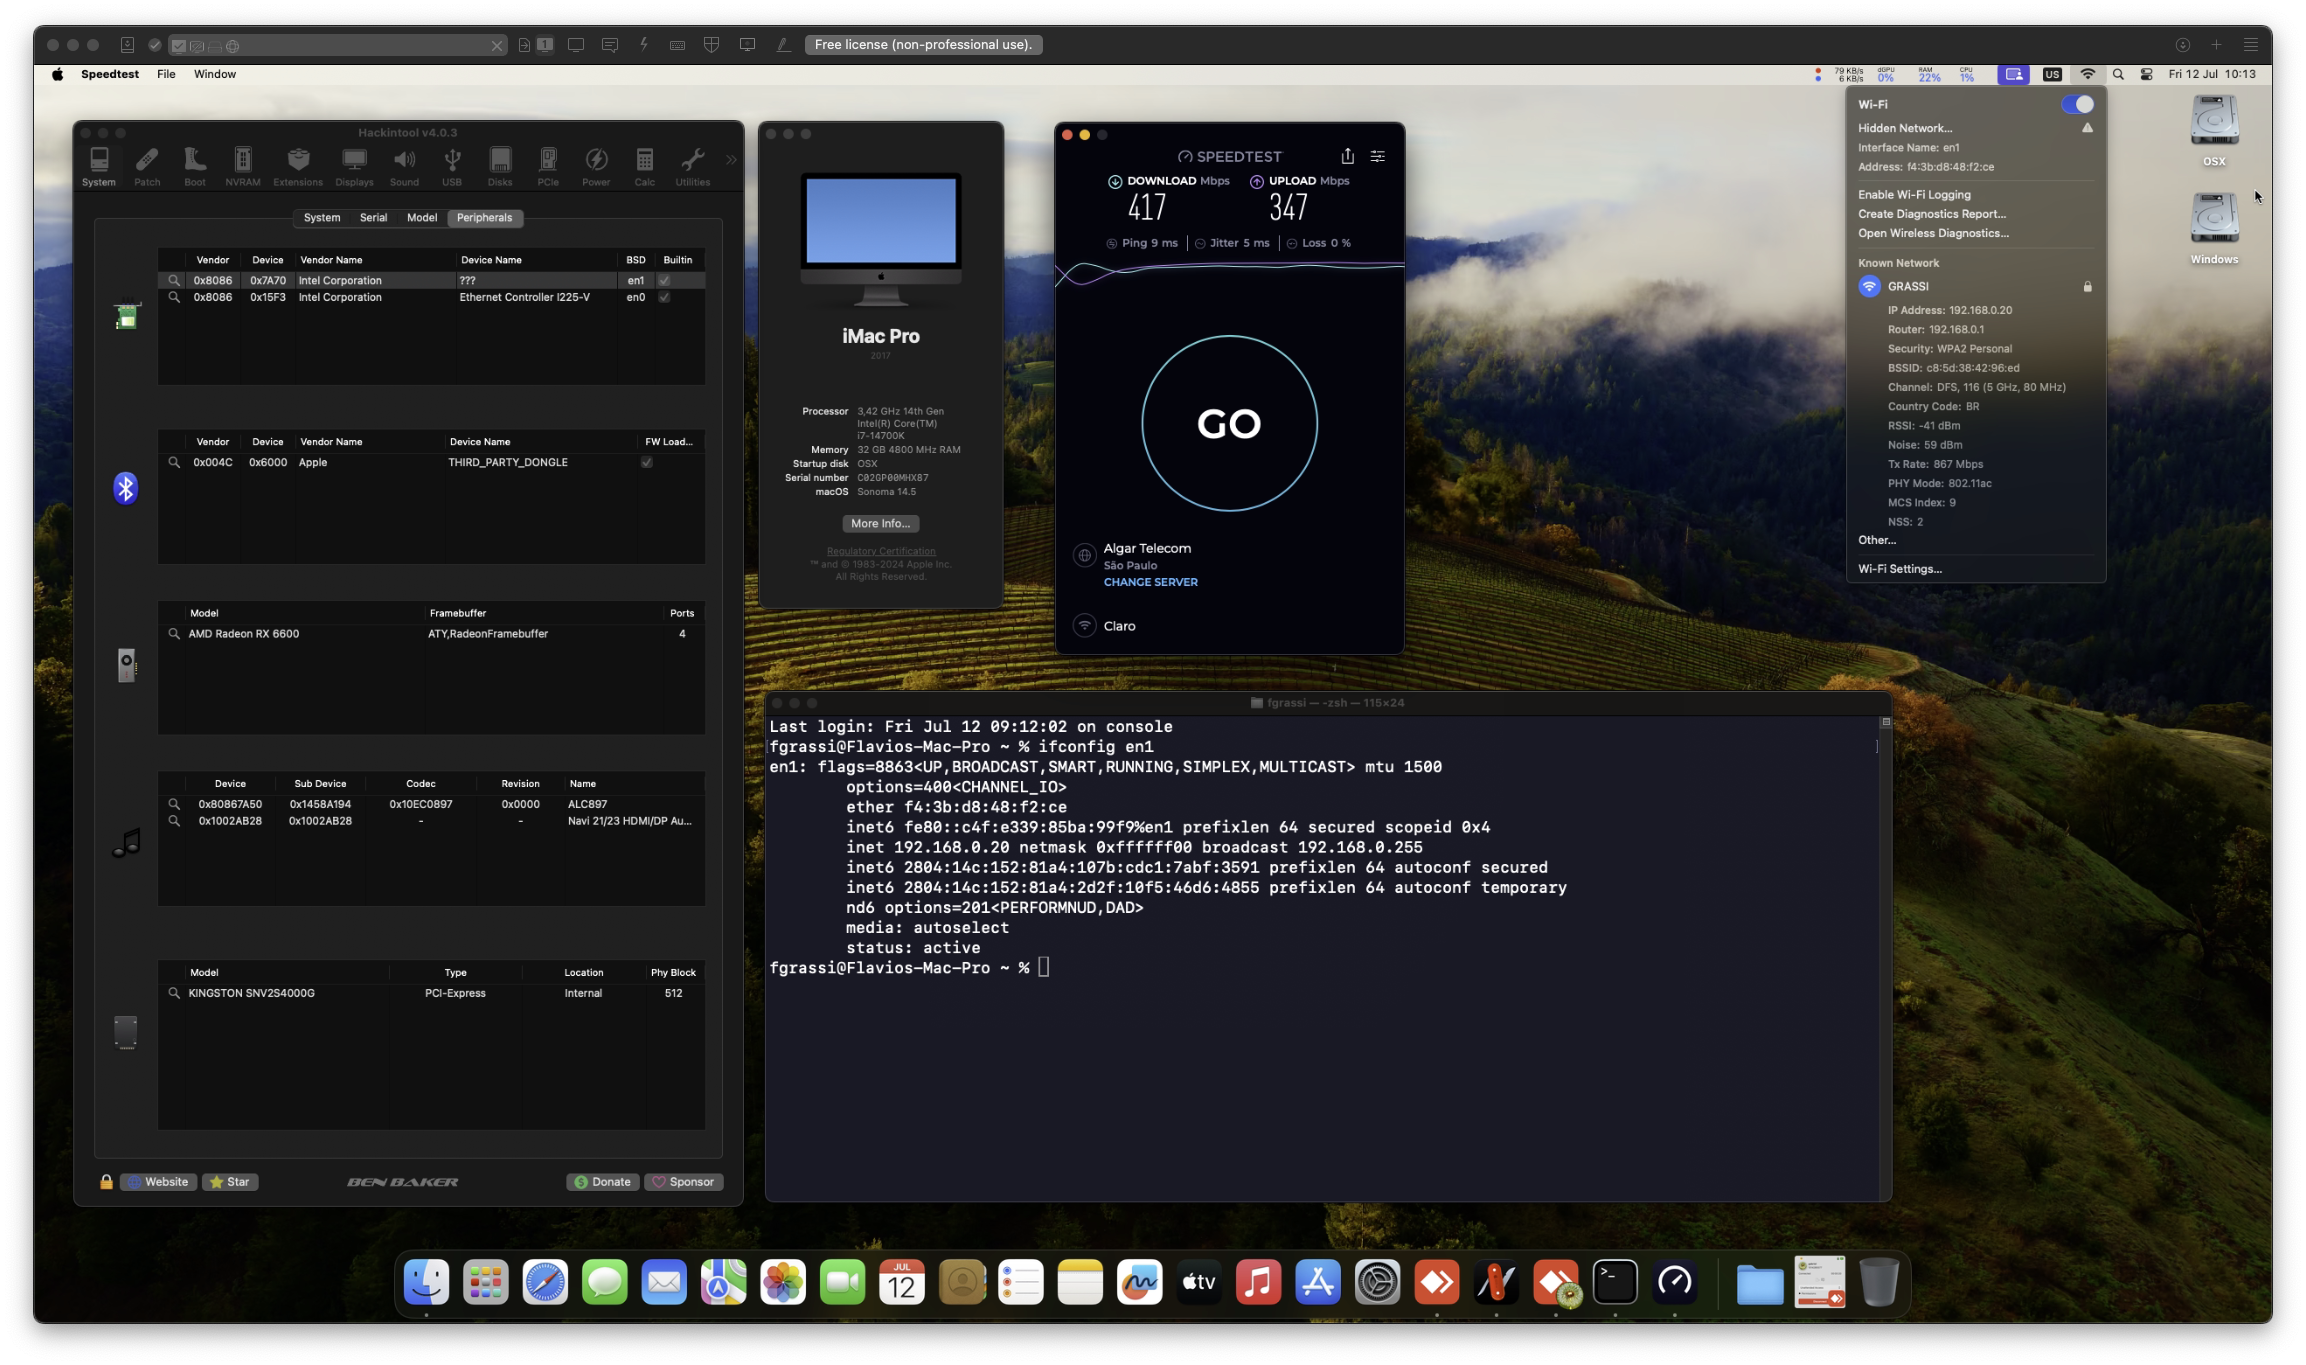 Free license (non-professional use).
Speedtest File Window
79 KB/s
6 KB/s
dGPU
0%
RAM
22%
CPU
1%
US
Fri 12 Jul 10:13
Hackintool v4.0.3
System Patch Boot NVRAM Extensions Displays Sound USB Disks PCIe Power Calc Utilities
System Serial Model Peripherals
Vendor Device Vendor Name Device Name BSD Builtin
0x8086 0x7A70 Intel Corporation ??? en1
0x8086 0x15F3 Intel Corporation Ethernet Controller I225-V en0
Vendor Device Vendor Name Device Name FW Load...
0x004C 0x6000 Apple THIRD_PARTY_DONGLE
Model Framebuffer Ports
AMD Radeon RX 6600 ATY,RadeonFramebuffer 4
Device Sub Device Codec Revision Name
0x80867A50 0x1458A194 0x10EC0897 0x0000 ALC897
0x1002AB28 0x1002AB28 - - Navi 21/23 HDMI/DP Au...
Model Type Location Phy Block
KINGSTON SNV2S4000G PCI-Express Internal 512
Website Star BEN BAKER Donate Sponsor
iMac Pro
2017
Processor 3,42 GHz 14th Gen
Intel(R) Core(TM)
i7-14700K
Memory 32 GB 4800 MHz RAM
Startup disk OSX
Serial number C02GP00MHX87
macOS Sonoma 14.5
More Info...
Regulatory Certification
™ and © 1983-2024 Apple Inc.
All Rights Reserved.
SPEEDTEST
DOWNLOAD Mbps UPLOAD Mbps
417 347
Ping 9 ms Jitter 5 ms Loss 0 %
GO
Algar Telecom
São Paulo
CHANGE SERVER
Claro
Wi-Fi
Hidden Network...
Interface Name: en1
Address: f4:3b:d8:48:f2:ce
Enable Wi-Fi Logging
Create Diagnostics Report...
Open Wireless Diagnostics...
Known Network
GRASSI
IP Address: 192.168.0.20
Router: 192.168.0.1
Security: WPA2 Personal
BSSID: c8:5d:38:42:96:ed
Channel: DFS, 116 (5 GHz, 80 MHz)
Country Code: BR
RSSI: -41 dBm
Noise: 59 dBm
Tx Rate: 867 Mbps
PHY Mode: 802.11ac
MCS Index: 9
NSS: 2
Other...
Wi-Fi Settings...
OSX
Windows
fgrassi — -zsh — 115×24
Last login: Fri Jul 12 09:12:02 on console
fgrassi@Flavios-Mac-Pro ~ % ifconfig en1
en1: flags=8863<UP,BROADCAST,SMART,RUNNING,SIMPLEX,MULTICAST> mtu 1500
options=400<CHANNEL_IO>
ether f4:3b:d8:48:f2:ce
inet6 fe80::c4f:e339:85ba:99f9%en1 prefixlen 64 secured scopeid 0x4
inet 192.168.0.20 netmask 0xffffff00 broadcast 192.168.0.255
inet6 2804:14c:152:81a4:107b:cdc1:7abf:3591 prefixlen 64 autoconf secured
inet6 2804:14c:152:81a4:2d2f:10f5:46d6:4855 prefixlen 64 autoconf temporary
nd6 options=201<PERFORMNUD,DAD>
media: autoselect
status: active
fgrassi@Flavios-Mac-Pro ~ %
JUL
12
tv